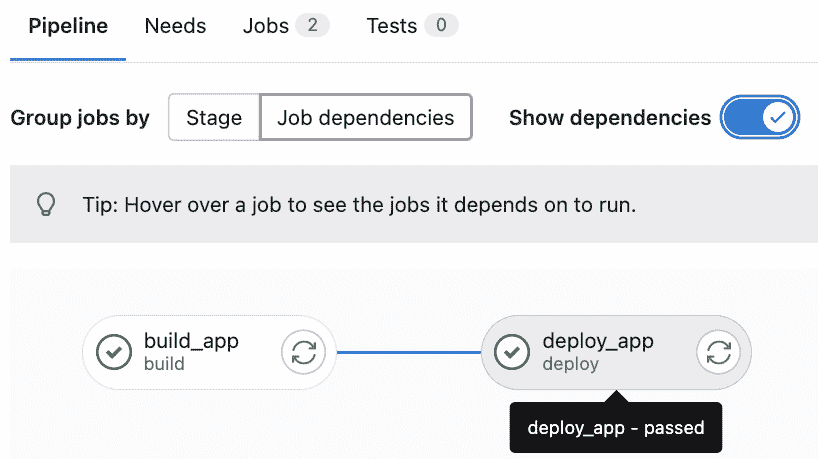 Pipeline Needs Jobs 2 Tests 0
Group jobs by Stage Job dependencies Show dependencies
Tip: Hover over a job to see the jobs it depends on to run.
build_app deploy_app
build deploy
deploy_app - passed